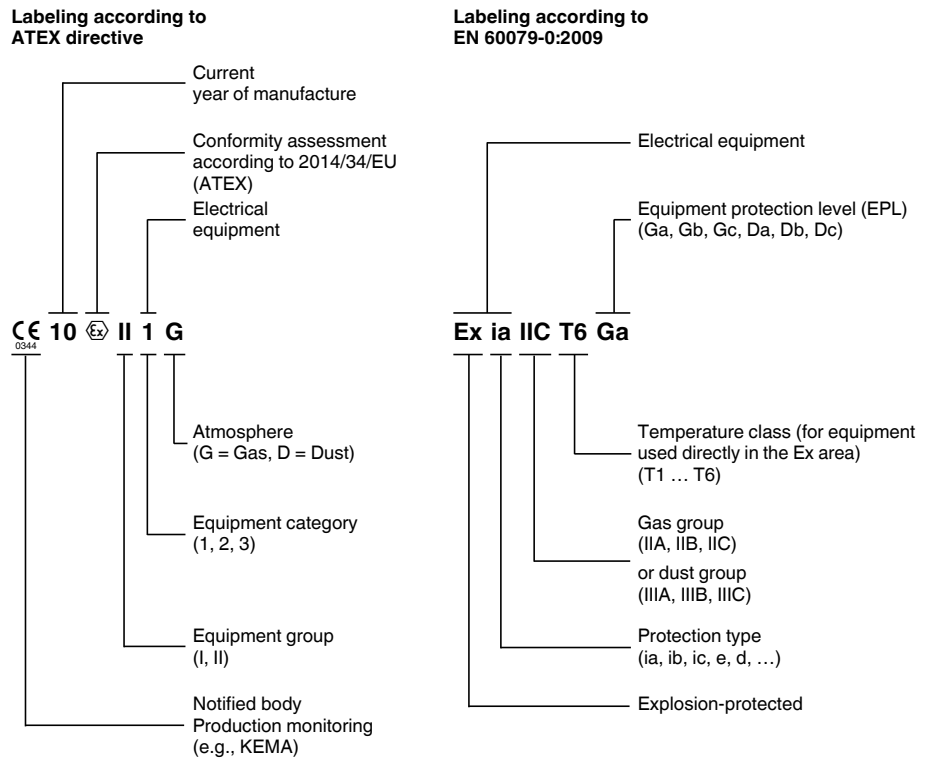 Labeling according to
ATEX directive
Current
year of manufacture
Conformity assessment
according to 2014/34/EU
(ATEX)
Electrical
equipment
CE 10 Ex II 1 G
0344
Atmosphere
(G = Gas, D = Dust)
Equipment category
(1, 2, 3)
Equipment group
(I, II)
Notified body
Production monitoring
(e.g., KEMA)
Labeling according to
EN 60079-0:2009
Electrical equipment
Equipment protection level (EPL)
(Ga, Gb, Gc, Da, Db, Dc)
Ex ia IIC T6 Ga
Temperature class (for equipment
used directly in the Ex area)
(T1 … T6)
Gas group
(IIA, IIB, IIC)
or dust group
(IIIA, IIIB, IIIC)
Protection type
(ia, ib, ic, e, d, …)
Explosion-protected